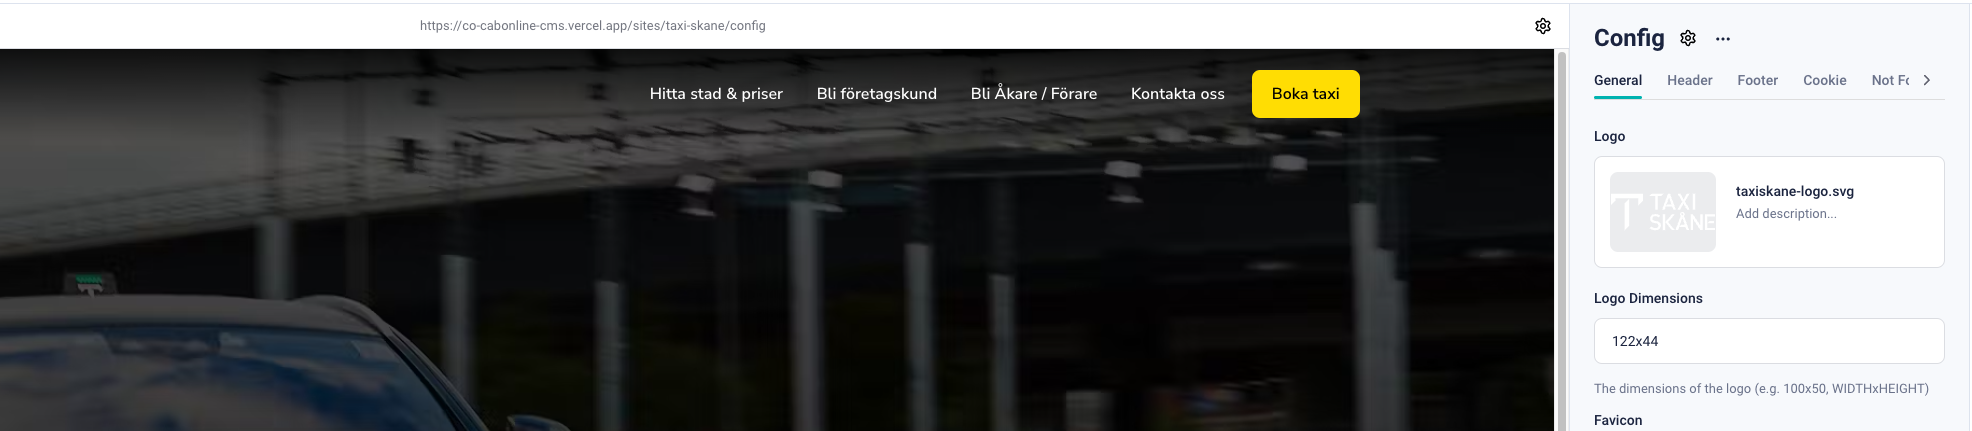 https://co-cabonline-cms.vercel.app/sites/taxi-skane/config
Hitta stad & priser
Bli företagskund
Bli Åkare / Förare
Kontakta oss
Boka taxi
Config
General
Header
Footer
Cookie
Not Fo
Logo
TAXI
SKÅNE
taxiskane-logo.svg
Add description...
Logo Dimensions
122x44
The dimensions of the logo (e.g. 100x50, WIDTHxHEIGHT)
Favicon